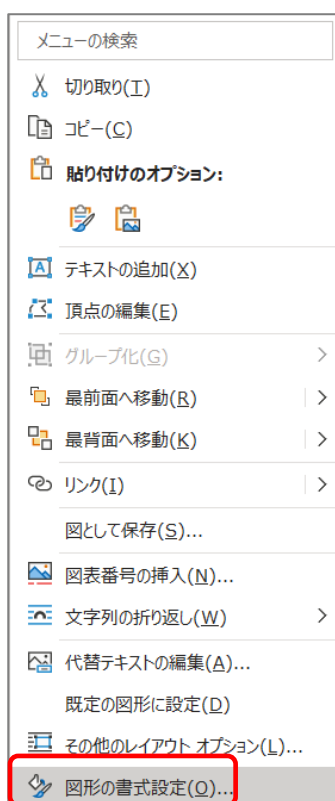 メニューの検索
切り取り(T)
コピー(C)
貼り付けのオプション:
テキストの追加(X)
頂点の編集(E)
グループ化(G)
最前面へ移動(R)
最背面へ移動(K)
リンク(I)
図として保存(S)...
図表番号の挿入(N)...
文字列の折り返し(W)
代替テキストの編集(A)...
既定の図形に設定(D)
その他のレイアウト オプション(L)...
図形の書式設定(O)...